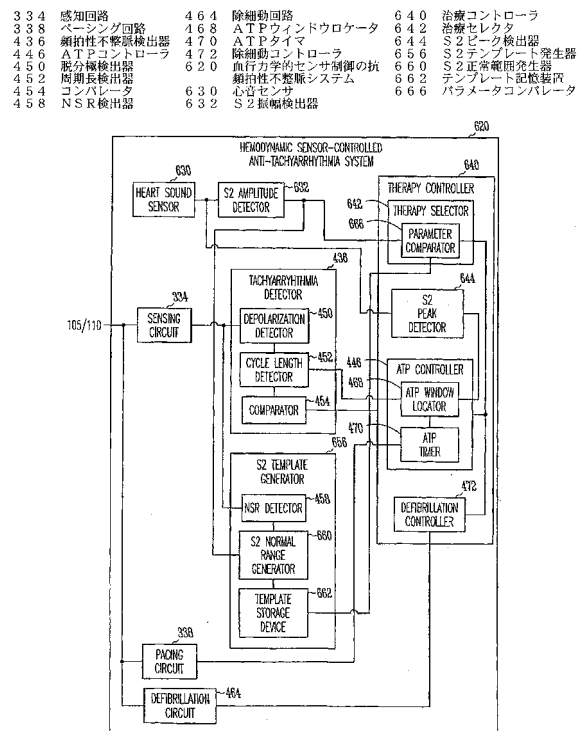 334 感知回路 464 除細動回路 640 治療コントローラ
338 ペーシング回路 468 ATPウィンドウロケータ 642 治療セレクタ
436 頻拍性不整脈検出器 470 ATPタイマ 644 S2ピーク検出器
446 ATPコントローラ 472 除細動コントローラ 656 S2テンプレート発生器
450 脱分極検出器 620 血行力学的センサ制御の抗 660 S2正常範囲発生器
452 周期長検出器 頻拍性不整脈システム 662 テンプレート記憶装置
454 コンパレータ 630 心音センサ 666 パラメータコンパレータ
458 NSR検出器 632 S2振幅検出器
620
HEMODYNAMIC SENSOR-CONTROLLED
ANTI-TACHYARRHYTHMIA SYSTEM
640
630
HEART SOUND
SENSOR
632
S2 AMPLITUDE
DETECTOR
THERAPY CONTROLLER
642
THERAPY SELECTOR
666
PARAMETER
COMPARATOR
436
TACHYARRYTHMIA
DETECTOR
644
S2
PEAK
DETECTOR
334
105/110
SENSING
CIRCUIT
450
DEPOLARIZATION
DETECTOR
452
CYCLE LENGTH
DETECTOR
454
COMPARATOR
446
ATP CONTROLLER
468
ATP WINDOW
LOCATOR
470
ATP
TIMER
656
S2 TEMPLATE
GENERATOR
458
NSR DETECTOR
472
DEFIBRILLATION
CONTROLLER
660
S2 NORMAL
RANGE
GENERATOR
662
TEMPLATE
STORAGE
DEVICE
338
PACING
CIRCUIT
464
DEFIBRILLATION
CIRCUIT